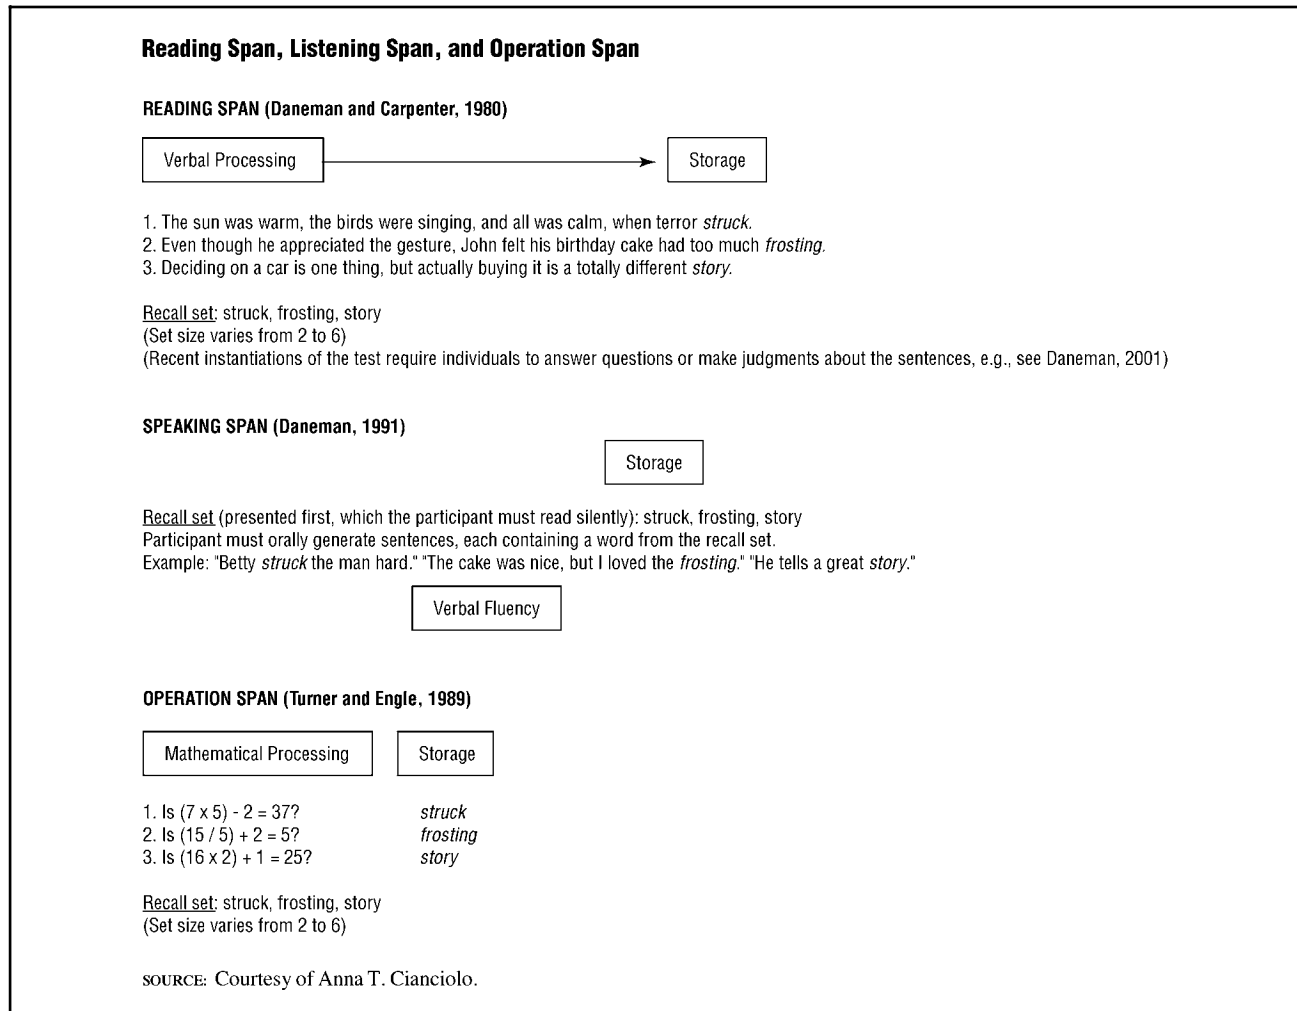 Reading Span, Listening Span, and Operation Span
READING SPAN (Daneman and Carpenter, 1980)
Verbal Processing
Storage
1. The sun was warm, the birds were singing, and all was calm, when terror struck.
2. Even though he appreciated the gesture, John felt his birthday cake had too much frosting.
3. Deciding on a car is one thing, but actually buying it is a totally different story.
Recall set: struck, frosting, story
(Set size varies from 2 to 6)
(Recent instantiations of the test require individuals to answer questions or make judgments about the sentences, e.g., see Daneman, 2001)
SPEAKING SPAN (Daneman, 1991)
Storage
Recall set (presented first, which the participant must read silently): struck, frosting, story
Participant must orally generate sentences, each containing a word from the recall set.
Example: "Betty struck the man hard." "The cake was nice, but I loved the frosting." "He tells a great story."
Verbal Fluency
OPERATION SPAN (Turner and Engle, 1989)
Mathematical Processing Storage
1. Is (7 x 5) - 2 = 37? struck
2. Is (15 / 5) + 2 = 5? frosting
3. Is (16 x 2) + 1 = 25? story
Recall set: struck, frosting, story
(Set size varies from 2 to 6)
SOURCE: Courtesy of Anna T. Cianciolo.